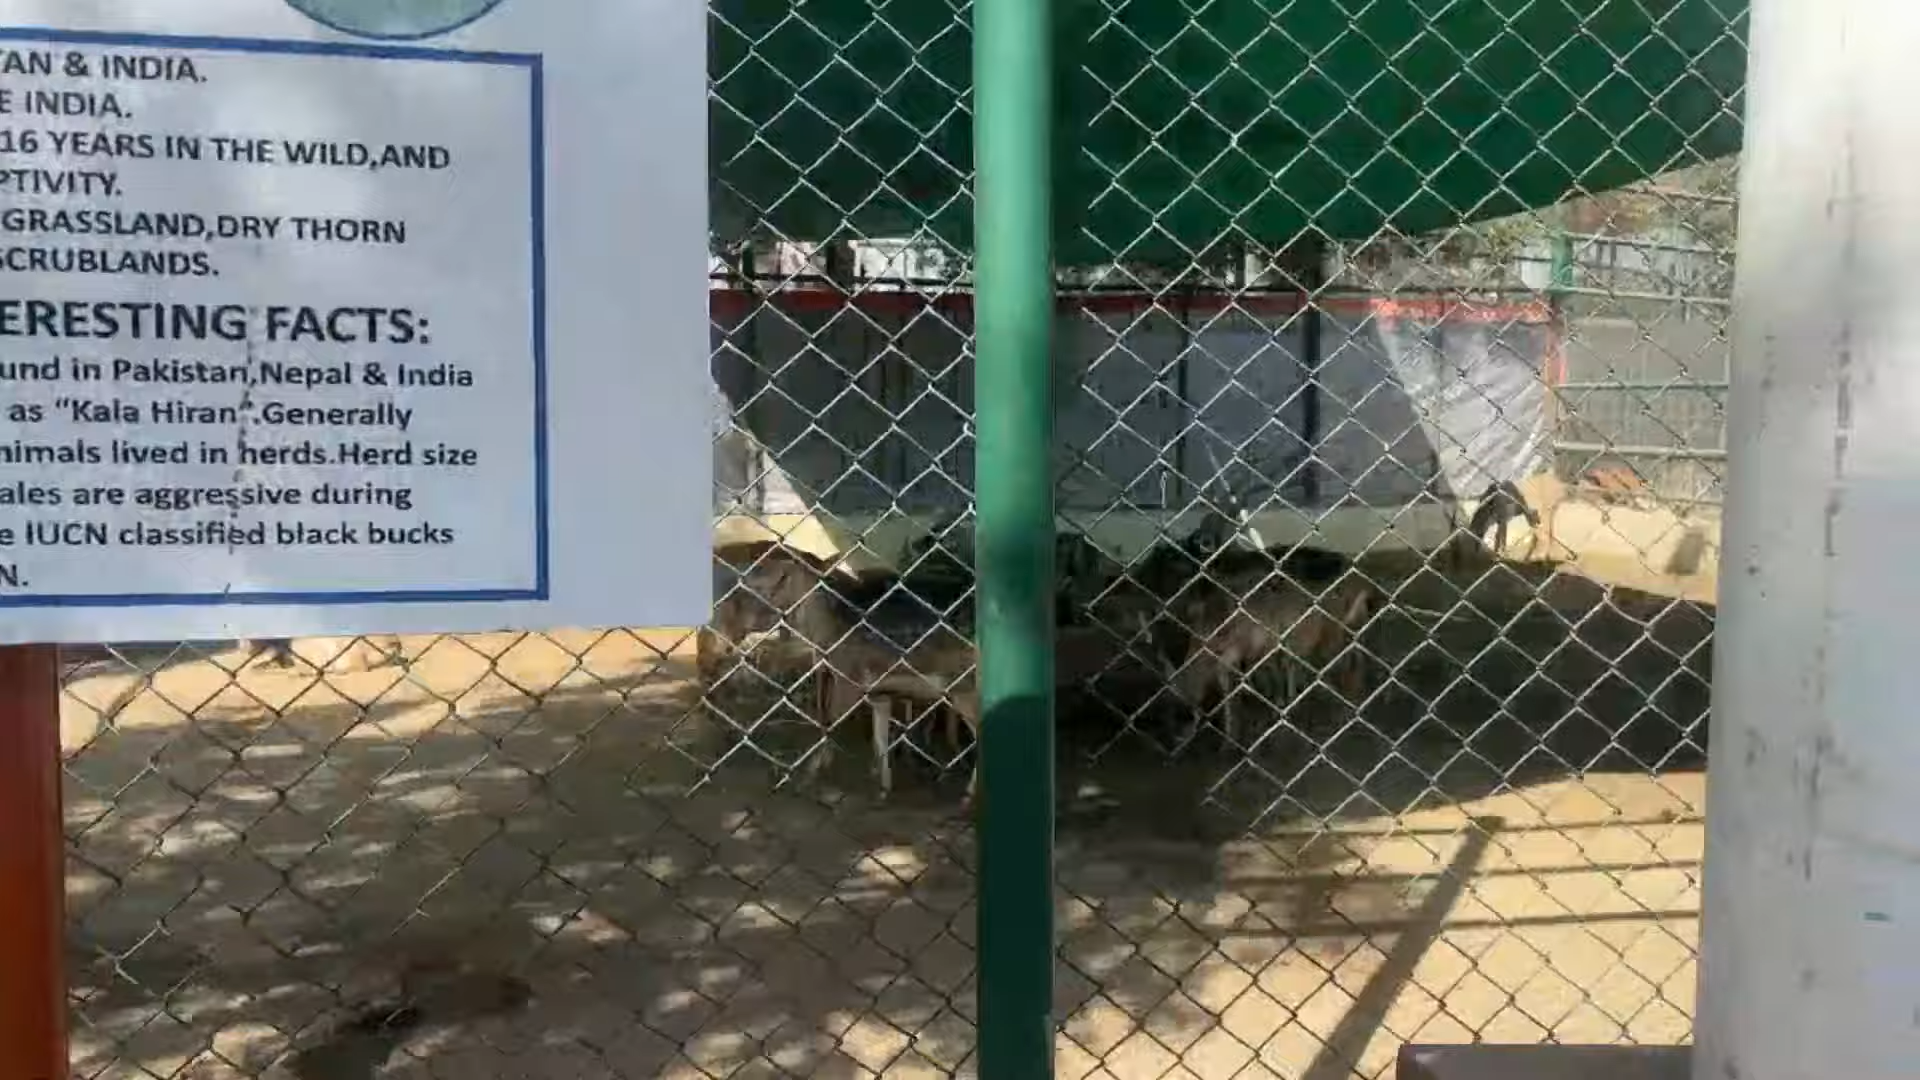 TAN & INDIA.
E INDIA.
16 YEARS IN THE WILD,AND
PTIVITY.
GRASSLAND,DRY THORN
SCRUBLANDS.
ERESTING FACTS:
und in Pakistan,Nepal & India
as “Kala Hiran”.Generally
nimals lived in herds.Herd size
ales are aggressive during
e IUCN classified black bucks
N.